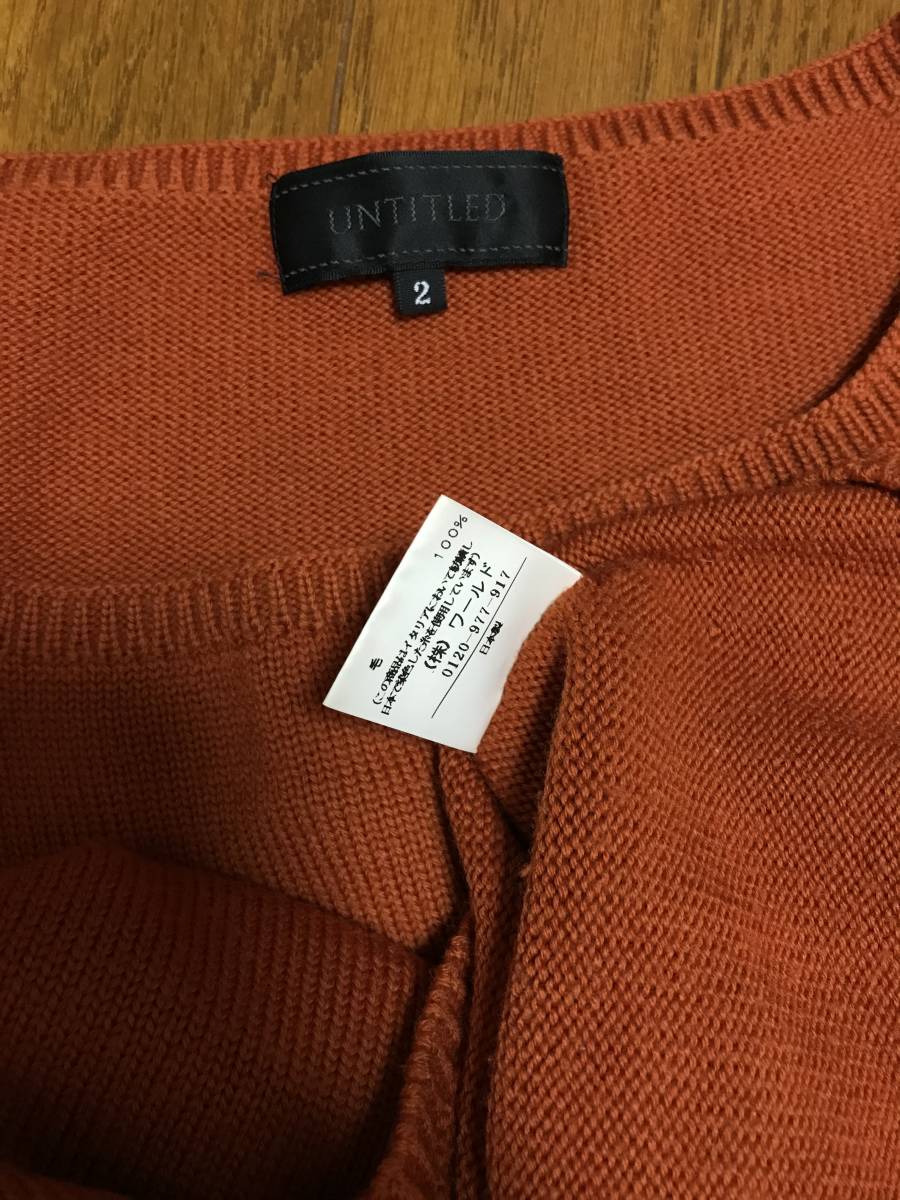 UNTITLED
2
毛 100%
(この商品はイタリアにおいて紡績し
日本で染色した糸を使用しています)
(株) ワールド
0120-977-917
日本製